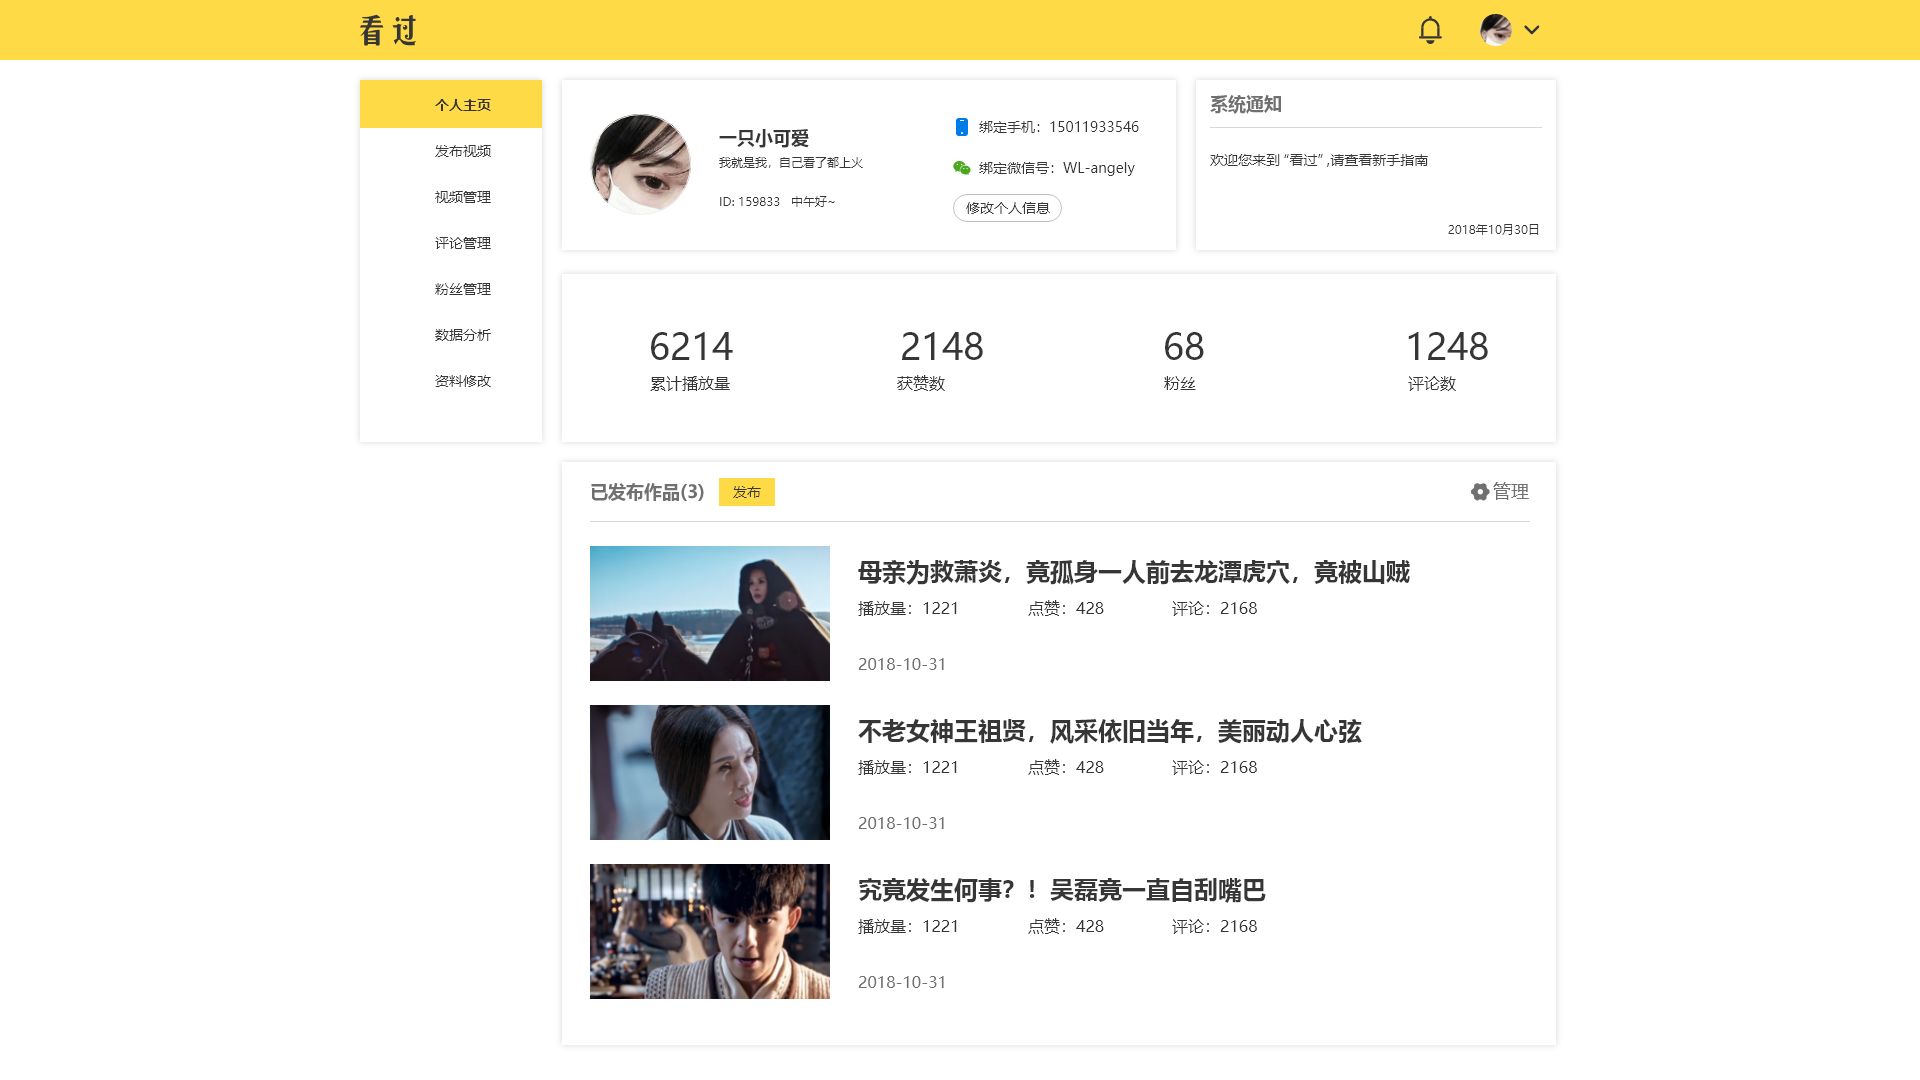 看过
个人主页
发布视频
视频管理
评论管理
粉丝管理
数据分析
资料修改
一只小可爱
我就是我，自己看了都上火
ID: 159833 中午好~
绑定手机：15011933546
绑定微信号：WL-angely
修改个人信息
系统通知
欢迎您来到 “看过” ,请查看新手指南
2018年10月30日
6214
累计播放量
2148
获赞数
68
粉丝
1248
评论数
已发布作品(3) 发布 管理
母亲为救萧炎，竟孤身一人前去龙潭虎穴，竟被山贼
播放量：1221 点赞：428 评论：2168
2018-10-31
不老女神王祖贤，风采依旧当年，美丽动人心弦
播放量：1221 点赞：428 评论：2168
2018-10-31
究竟发生何事？！吴磊竟一直自刮嘴巴
播放量：1221 点赞：428 评论：2168
2018-10-31